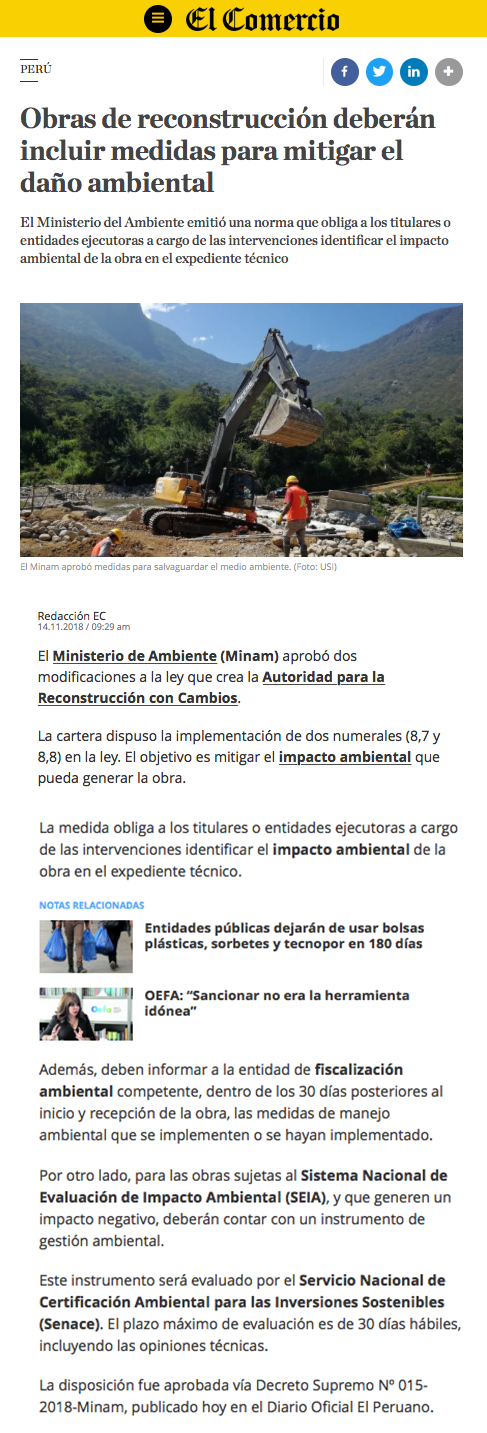 El Comercio
PERÚ
Obras de reconstrucción deberán
incluir medidas para mitigar el
daño ambiental
El Ministerio del Ambiente emitió una norma que obliga a los titulares o
entidades ejecutoras a cargo de las intervenciones identificar el impacto
ambiental de la obra en el expediente técnico
El Minam aprobó medidas para salvaguardar el medio ambiente. (Foto: USI)
Redacción EC
14.11.2018 / 09:29 am
El Ministerio de Ambiente (Minam) aprobó dos
modificaciones a la ley que crea la Autoridad para la
Reconstrucción con Cambios.
La cartera dispuso la implementación de dos numerales (8,7 y
8,8) en la ley. El objetivo es mitigar el impacto ambiental que
pueda generar la obra.
La medida obliga a los titulares o entidades ejecutoras a cargo
de las intervenciones identificar el impacto ambiental de la
obra en el expediente técnico.
NOTAS RELACIONADAS
Entidades públicas dejarán de usar bolsas
plásticas, sorbetes y tecnopor en 180 días
Oefa
OEFA: “Sancionar no era la herramienta
idónea”
Además, deben informar a la entidad de fiscalización
ambiental competente, dentro de los 30 días posteriores al
inicio y recepción de la obra, las medidas de manejo
ambiental que se implementen o se hayan implementado.
Por otro lado, para las obras sujetas al Sistema Nacional de
Evaluación de Impacto Ambiental (SEIA), y que generen un
impacto negativo, deberán contar con un instrumento de
gestión ambiental.
Este instrumento será evaluado por el Servicio Nacional de
Certificación Ambiental para las Inversiones Sostenibles
(Senace). El plazo máximo de evaluación es de 30 días hábiles,
incluyendo las opiniones técnicas.
La disposición fue aprobada vía Decreto Supremo Nº 015-
2018-Minam, publicado hoy en el Diario Oficial El Peruano.